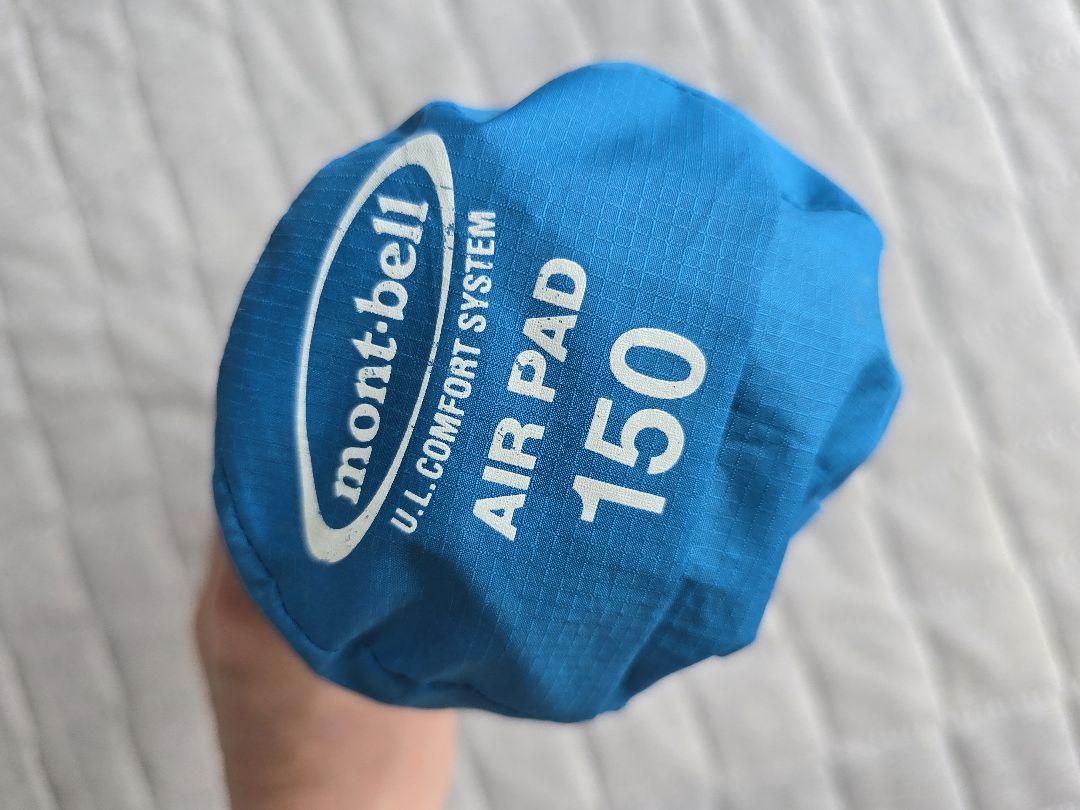 mont-bell
U.L.COMFORT SYSTEM
AIR PAD
150